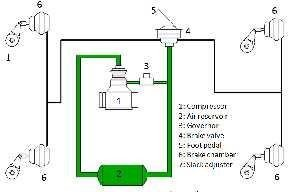 5
6
6
4
3
1
1
2
6
6
1: Compressor
2: Air reservoir
3: Governor
4: Brake valve
5: Foot pedal
6: Brake chamber
7: Slack adjuster